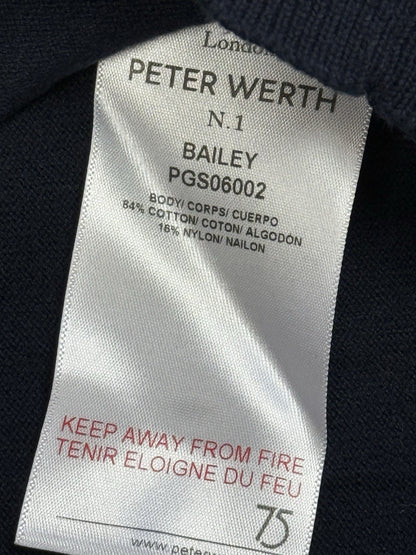 PETER WERTH
N.1
BAILEY
PGS06002
BODY/ CORPS/ CUERPO
84% COTTON/ COTON/ ALGODÓN
16% NYLON/ NAILON
KEEP AWAY FROM FIRE
TENIR ELOIGNE DU FEU
75